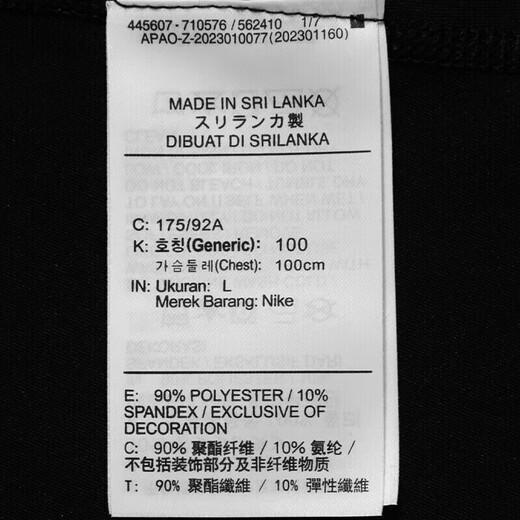 445607-710576 / 562410 1/7
APAO-Z-2023010077(202301160)
MADE IN SRI LANKA
スリランカ製
DIBUAT DI SRILANKA
C: 175/92A
K: 호칭(Generic): 100
가슴둘레(Chest): 100cm
IN: Ukuran: L
Merek Barang: Nike
E: 90% POLYESTER / 10%
SPANDEX / EXCLUSIVE OF
DECORATION
C: 90% 聚酯纤维 / 10% 氨纶 /
不包括装饰部分及非纤维物质
T: 90% 聚酯纖維 / 10% 彈性纖維